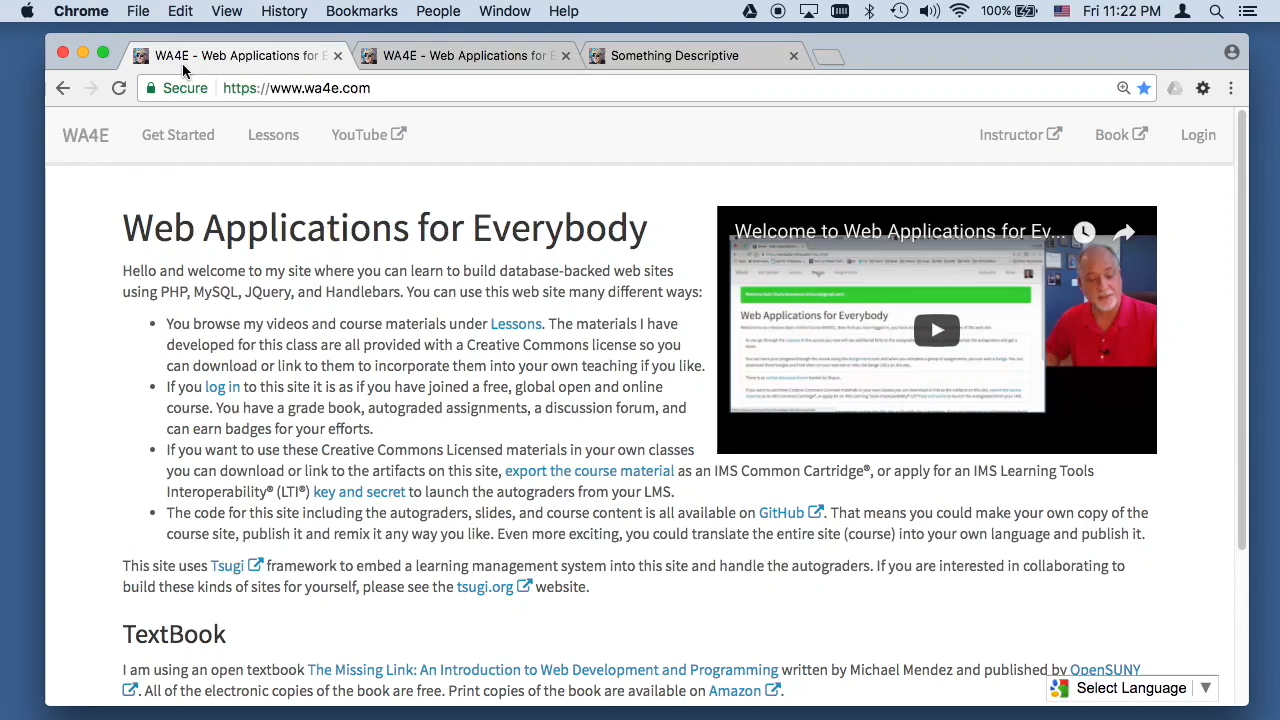 Chrome File Edit View History Bookmarks People Window Help 100% Fri 11:22 PM
WA4E - Web Applications for E
WA4E - Web Applications for E
Something Descriptive
Secure https://www.wa4e.com
WA4E Get Started Lessons YouTube Instructor Book Login
Web Applications for Everybody
Hello and welcome to my site where you can learn to build database-backed web sites
using PHP, MySQL, JQuery, and Handlebars. You can use this web site many different ways:
• You browse my videos and course materials under Lessons. The materials I have
developed for this class are all provided with a Creative Commons license so you
can download or link to them to incorporate them into your own teaching if you like.
• If you log in to this site it is as if you have joined a free, global open and online
course. You have a grade book, autograded assignments, a discussion forum, and
can earn badges for your efforts.
• If you want to use these Creative Commons Licensed materials in your own classes
you can download or link to the artifacts on this site, export the course material as an IMS Common Cartridge®, or apply for an IMS Learning Tools
Interoperability® (LTI®) key and secret to launch the autograders from your LMS.
• The code for this site including the autograders, slides, and course content is all available on GitHub. That means you could make your own copy of the
course site, publish it and remix it any way you like. Even more exciting, you could translate the entire site (course) into your own language and publish it.
Welcome to Web Applications for Ev...
Web Applications for Everybody
This site uses Tsugi framework to embed a learning management system into this site and handle the autograders. If you are interested in collaborating to
build these kinds of sites for yourself, please see the tsugi.org website.
TextBook
I am using an open textbook The Missing Link: An Introduction to Web Development and Programming written by Michael Mendez and published by OpenSUNY
. All of the electronic copies of the book are free. Print copies of the book are available on Amazon.
Select Language ▼